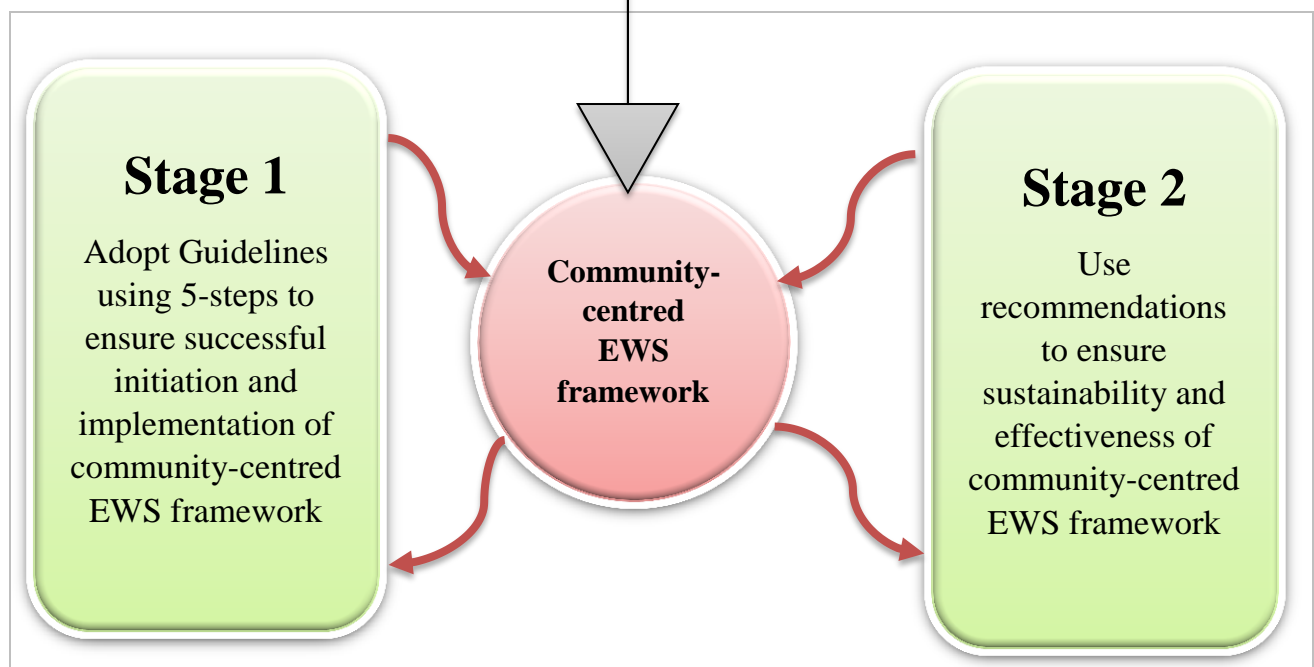 Stage 1
Adopt Guidelines
using 5-steps to
ensure successful
initiation and
implementation of
community-centred
EWS framework
Community-
centred
EWS
framework
Stage 2
Use
recommendations
to ensure
sustainability and
effectiveness of
community-centred
EWS framework